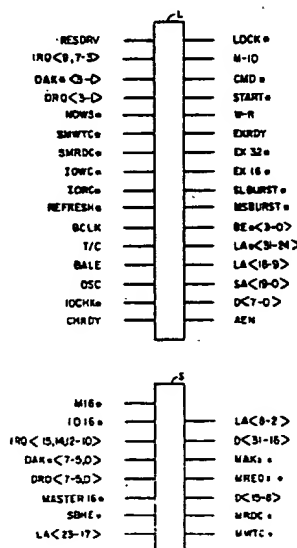 L
RESDRV LOCK*
IRQ<9,7-3> M-IO
DAK*<3-1> CMD*
DRQ<3-1> START*
NOWS* W-R
SMWTC* EXRDY
SMRDC* EX32*
IOWC* EX16*
IORC* SLBURST*
REFRESH* MSBURST*
BCLK BE*<3-0>
T/C LA*<31-24>
BALE LA<16-9>
OSC SA<19-0>
IOCHK* D<7-0>
CHRDY AEN
S
M16*
IO16* LA<8-2>
IRQ<15,14,12-10> D<31-16>
DAK*<7-5,0> MAK*
DRQ<7-5,0> MREQ*
MASTER16* D<15-8>
SBHE* MRDC*
LA<23-17> MWTC*